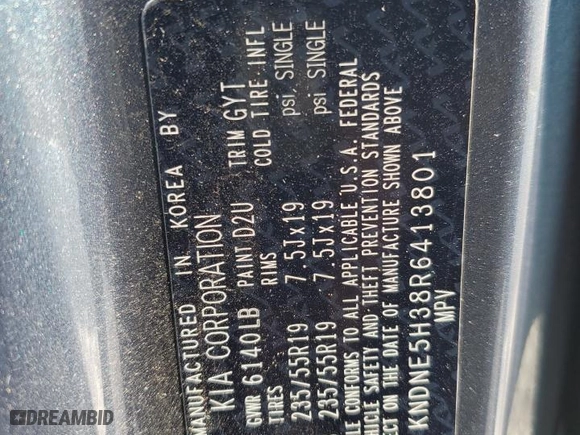 MANUFACTURED IN KOREA BY
KIA CORPORATION
GVWR 6140LB PAINT D2U TRIM GYT
TIRES RIMS COLD TIRE INFL
235/55R19 7.5Jx19 psi, SINGLE
235/55R19 7.5Jx19 psi, SINGLE
CONFORMS TO ALL APPLICABLE U.S.A. FEDERAL
SAFETY AND THEFT PREVENTION STANDARDS
ON THE DATE OF MANUFACTURE SHOWN ABOVE
KNDNE5H38R6413801
MPV
DREAMBID